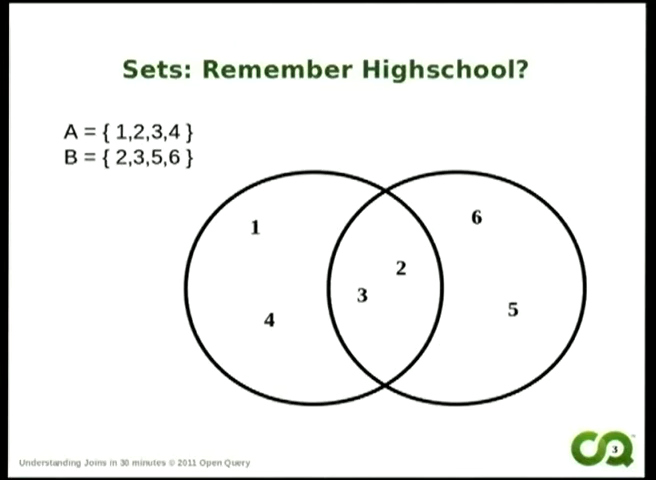 Sets: Remember Highschool?
A = { 1,2,3,4 }
B = { 2,3,5,6 }
1
6
2
3
4
5
3
Understanding Joins in 30 minutes © 2011 Open Query